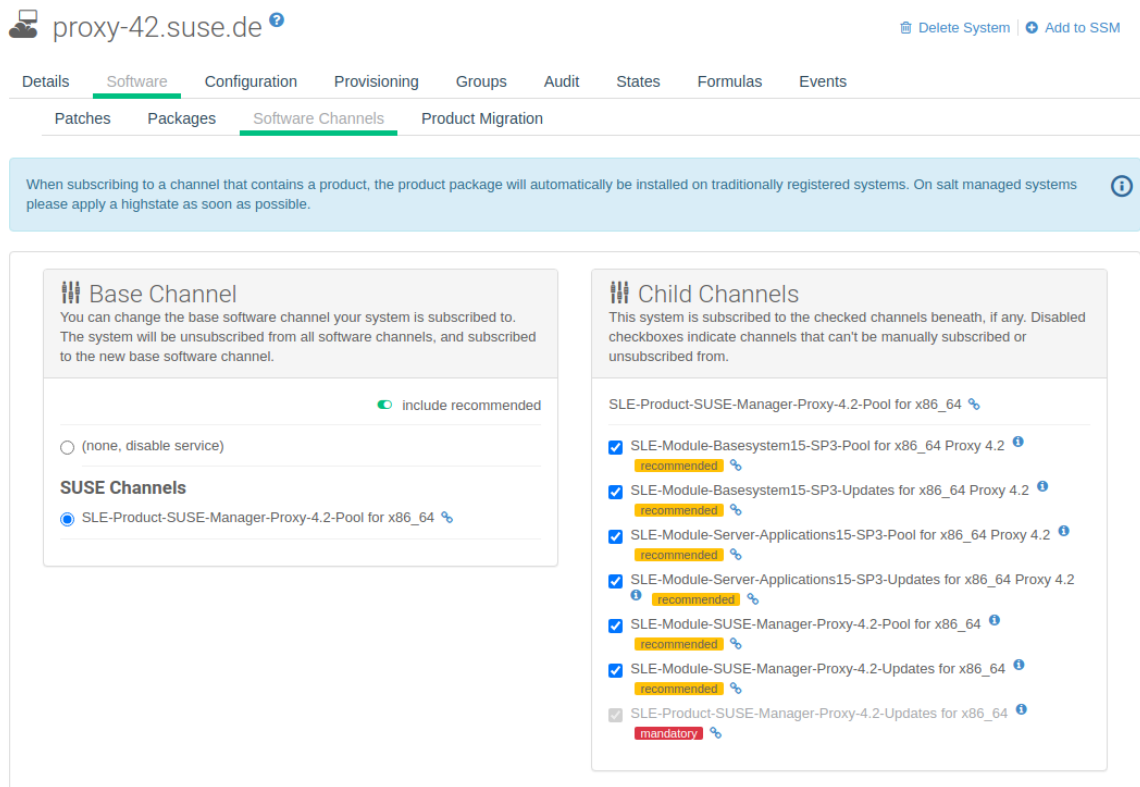 proxy-42.suse.de
Delete System | Add to SSM
Details Software Configuration Provisioning Groups Audit States Formulas Events
Patches Packages Software Channels Product Migration
When subscribing to a channel that contains a product, the product package will automatically be installed on traditionally registered systems. On salt managed systems
please apply a highstate as soon as possible.
Base Channel
You can change the base software channel your system is subscribed to.
The system will be unsubscribed from all software channels, and subscribed
to the new base software channel.
include recommended
(none, disable service)
SUSE Channels
SLE-Product-SUSE-Manager-Proxy-4.2-Pool for x86_64
Child Channels
This system is subscribed to the checked channels beneath, if any. Disabled
checkboxes indicate channels that can't be manually subscribed or
unsubscribed from.
SLE-Product-SUSE-Manager-Proxy-4.2-Pool for x86_64
SLE-Module-Basesystem15-SP3-Pool for x86_64 Proxy 4.2
recommended
SLE-Module-Basesystem15-SP3-Updates for x86_64 Proxy 4.2
recommended
SLE-Module-Server-Applications15-SP3-Pool for x86_64 Proxy 4.2
recommended
SLE-Module-Server-Applications15-SP3-Updates for x86_64 Proxy 4.2
recommended
SLE-Module-SUSE-Manager-Proxy-4.2-Pool for x86_64
recommended
SLE-Module-SUSE-Manager-Proxy-4.2-Updates for x86_64
recommended
SLE-Product-SUSE-Manager-Proxy-4.2-Updates for x86_64
mandatory